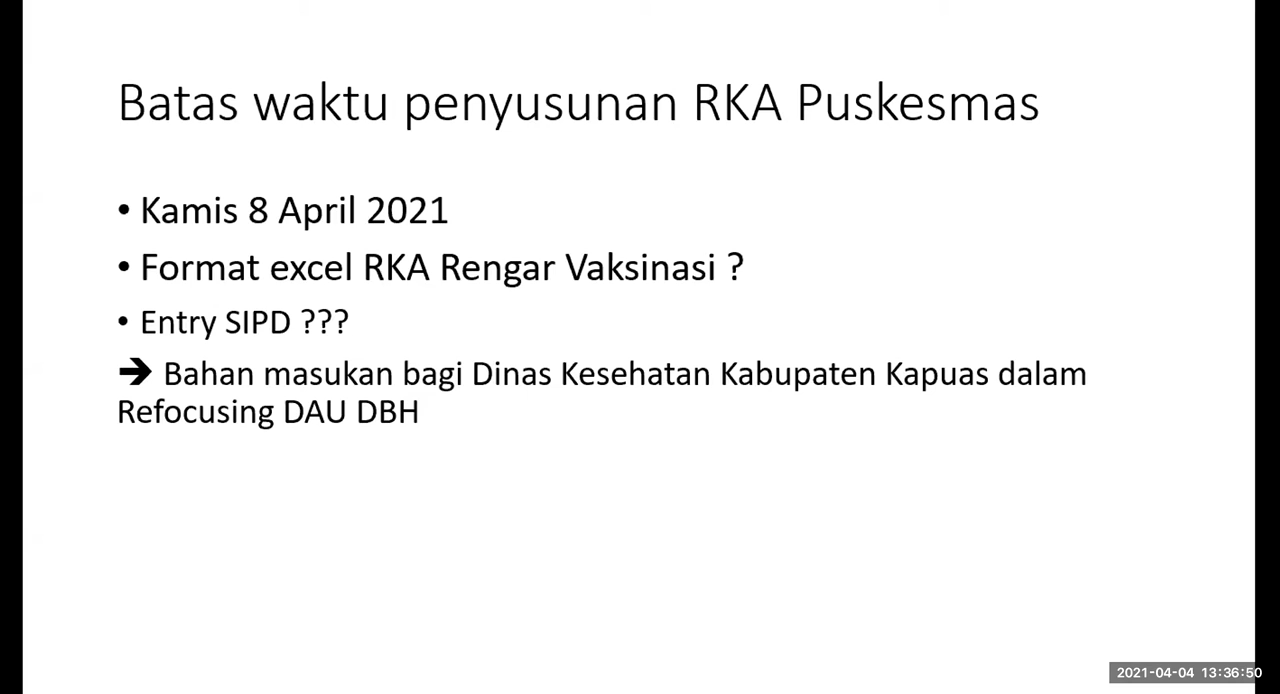 Batas waktu penyusunan RKA Puskesmas
• Kamis 8 April 2021
• Format excel RKA Rengar Vaksinasi ?
• Entry SIPD ???
➔ Bahan masukan bagi Dinas Kesehatan Kabupaten Kapuas dalam
Refocusing DAU DBH
2021-04-04 13:36:50